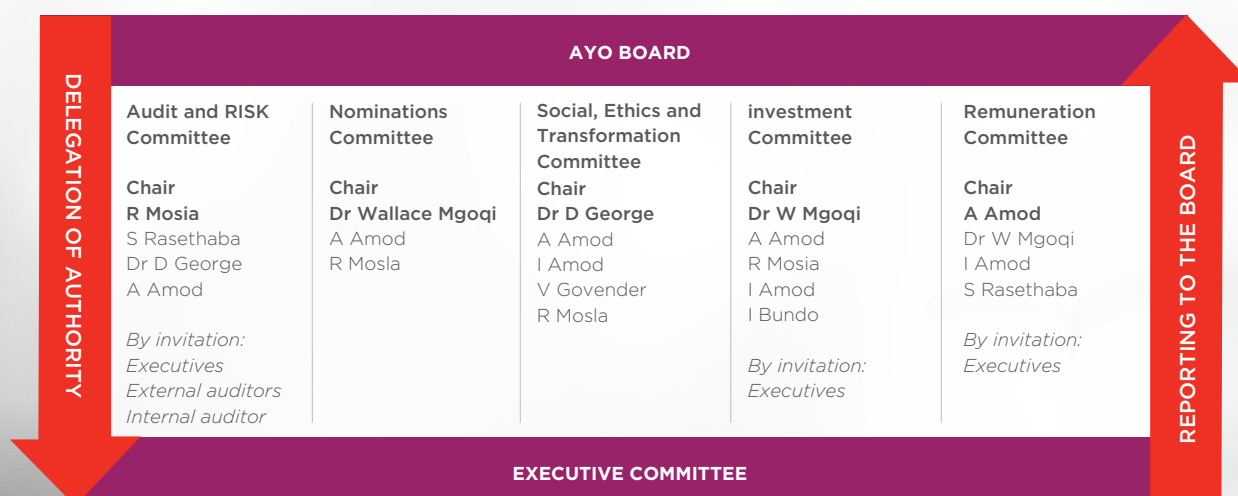 AYO BOARD
DELEGATION OF AUTHORITY
Audit and RISK
Committee
Chair
R Mosia
S Rasethaba
Dr D George
A Amod
By invitation:
Executives
External auditors
Internal auditor
Nominations
Committee
Chair
Dr Wallace Mgoqi
A Amod
R Mosla
Social, Ethics and
Transformation
Committee
Chair
Dr D George
A Amod
I Amod
V Govender
R Mosla
investment
Committee
Chair
Dr W Mgoqi
A Amod
R Mosia
I Amod
I Bundo
By invitation:
Executives
Remuneration
Committee
Chair
A Amod
Dr W Mgoqi
I Amod
S Rasethaba
By invitation:
Executives
REPORTING TO THE BOARD
EXECUTIVE COMMITTEE